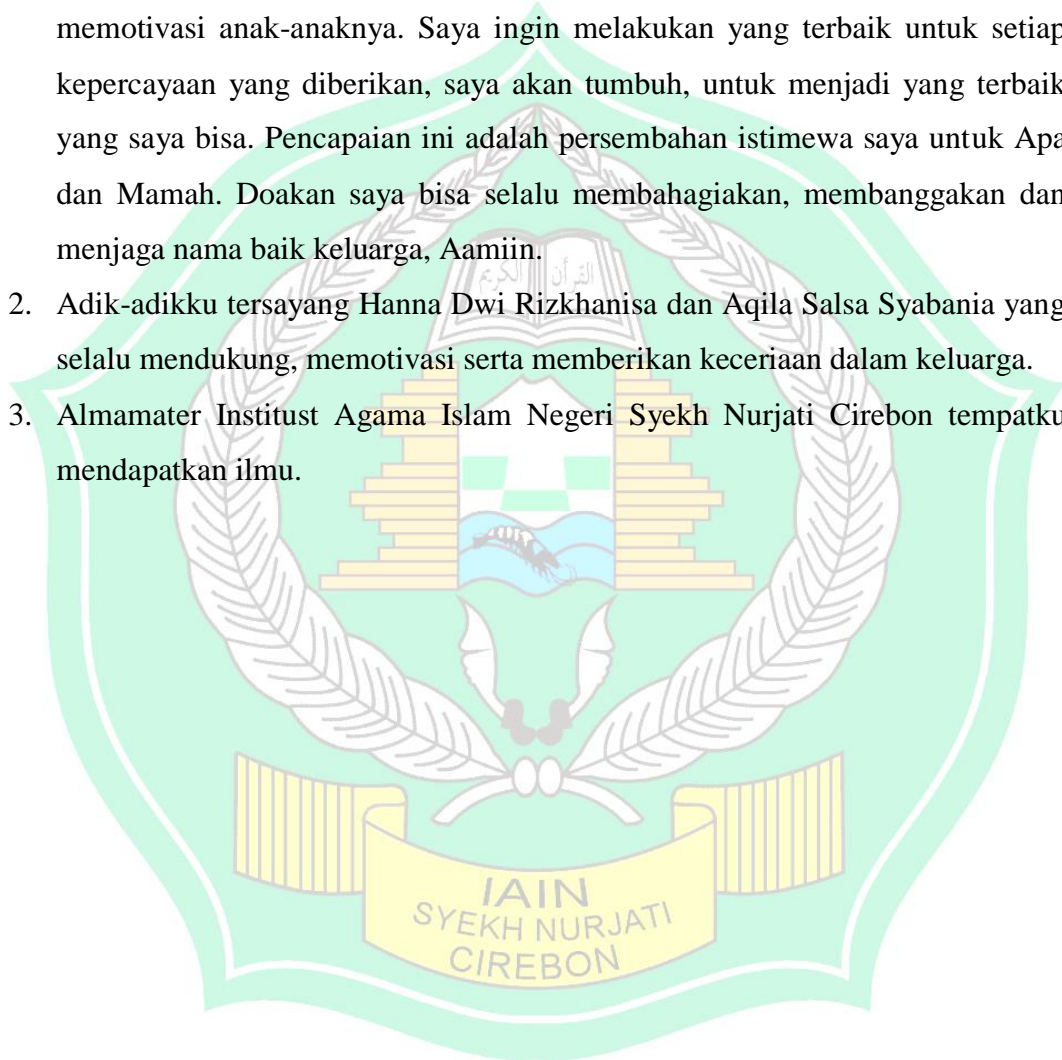 memotivasi anak-anaknya. Saya ingin melakukan yang terbaik untuk setiap
kepercayaan yang diberikan, saya akan tumbuh, untuk menjadi yang terbaik
yang saya bisa. Pencapaian ini adalah persembahan istimewa saya untuk Apa
dan Mamah. Doakan saya bisa selalu membahagiakan, membanggakan dan
menjaga nama baik keluarga, Aamiin.
القرآن الكريم
2. Adik-adikku tersayang Hanna Dwi Rizkhanisa dan Aqila Salsa Syabania yang
selalu mendukung, memotivasi serta memberikan keceriaan dalam keluarga.
3. Almamater Institust Agama Islam Negeri Syekh Nurjati Cirebon tempatku
mendapatkan ilmu.
IAIN
SYEKH NURJATI
CIREBON